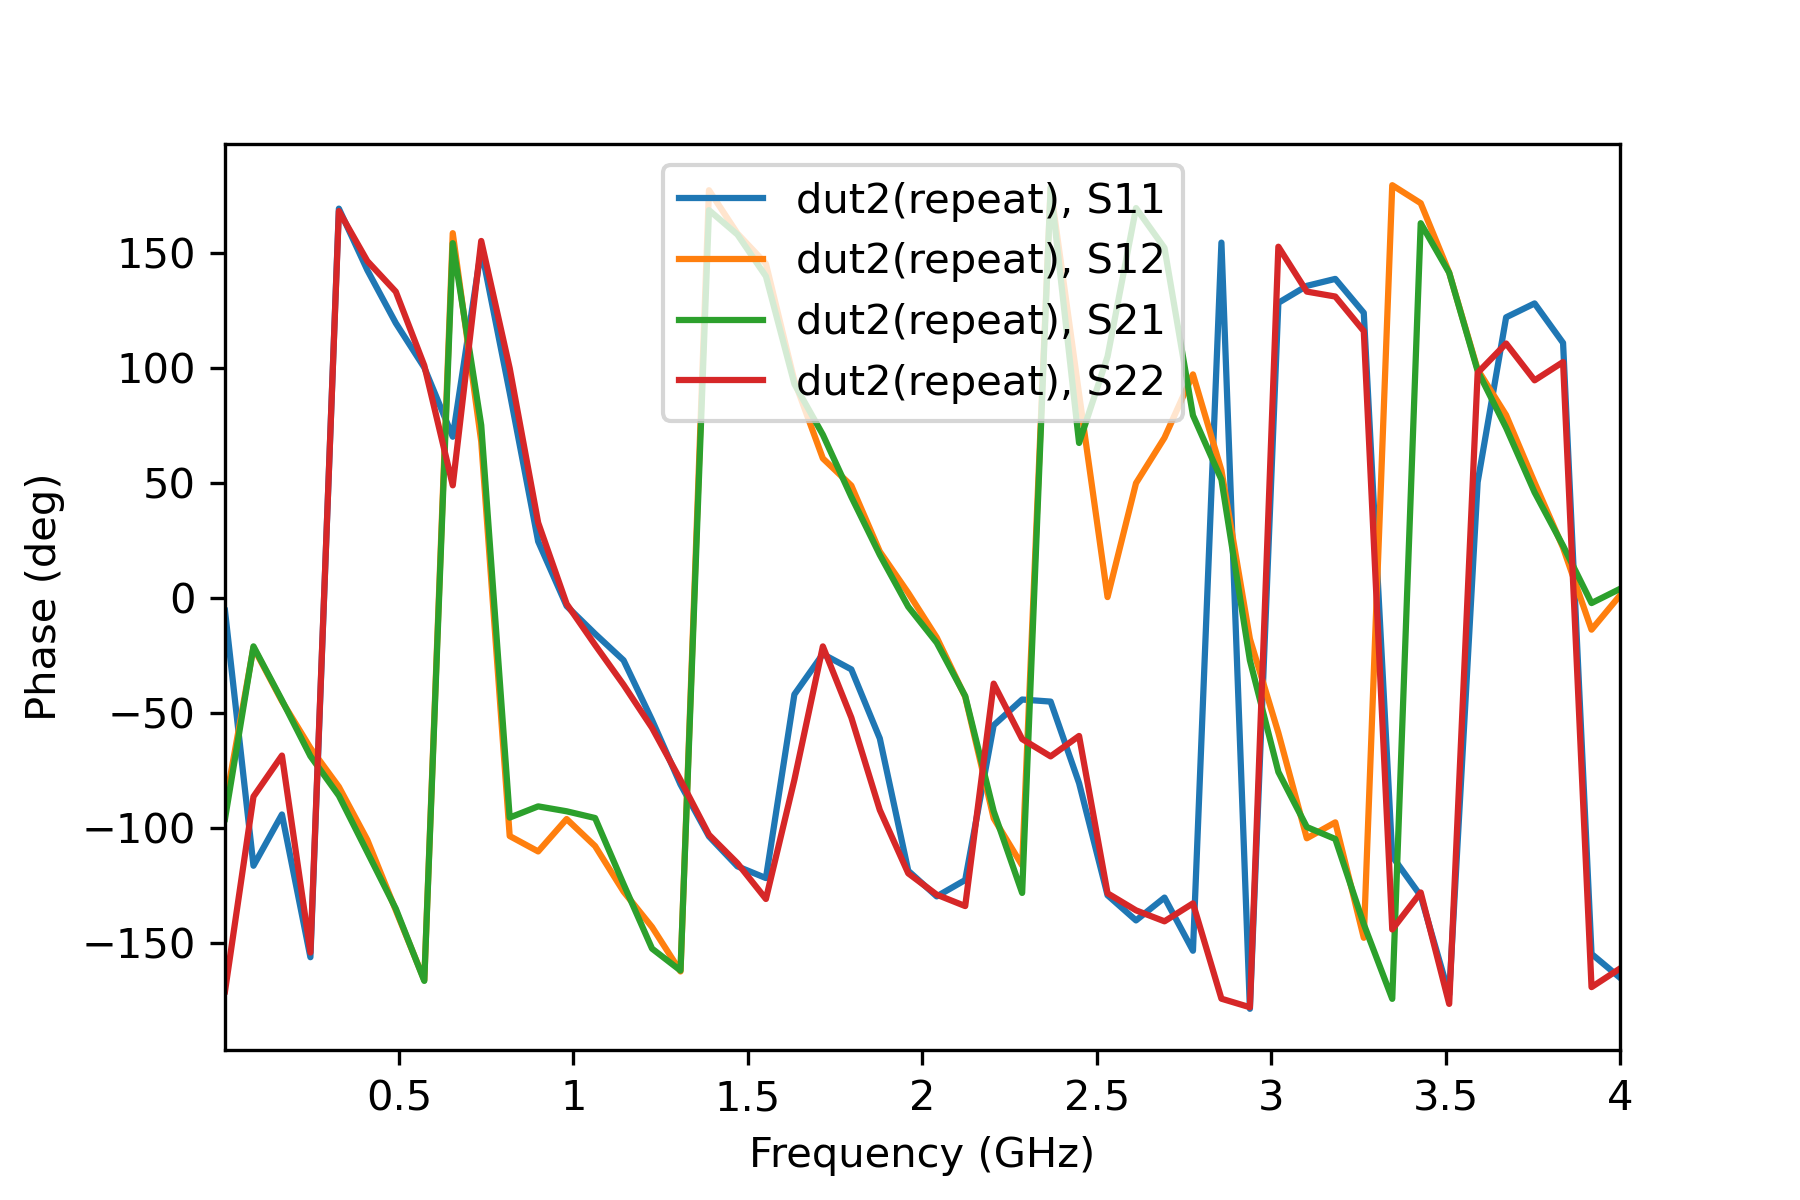 dut2(repeat), S11
dut2(repeat), S12
dut2(repeat), S21
dut2(repeat), S22
150
100
50
0
−50
−100
−150
Phase (deg)
0.5 1 1.5 2 2.5 3 3.5 4
Frequency (GHz)